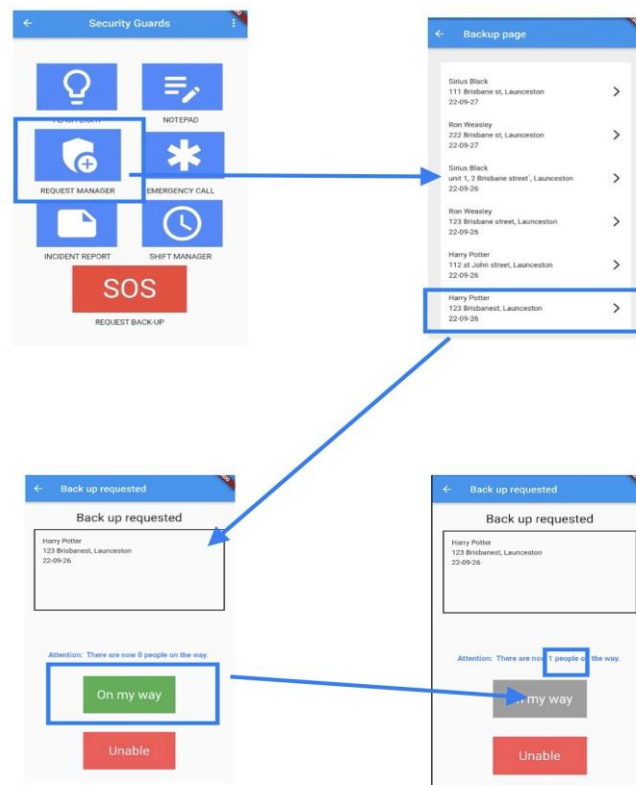 Security Guards
NOTEPAD
REQUEST MANAGER
EMERGENCY CALL
INCIDENT REPORT
SHIFT MANAGER
SOS
REQUEST BACK-UP
Backup page
Sirius Black
111 Brisbane st, Launceston
22-09-27
Ron Weasley
222 Brisbane st, Launceston
22-09-27
Sirius Black
unit 1, 2 Brisbane street`, Launceston
22-09-26
Ron Weasley
123 Brisbane street, Launceston
22-09-26
Harry Potter
112 st John street, Launceston
22-09-26
Harry Potter
123 Brisbanest, Launceston
22-09-26
Back up requested
Back up requested
Harry Potter
123 Brisbanest, Launceston
22-09-26
Attention: There are now 0 people on the way.
On my way
Unable
Back up requested
Back up requested
Harry Potter
123 Brisbanest, Launceston
22-09-26
Attention: There are now 1 people on the way.
my way
Unable